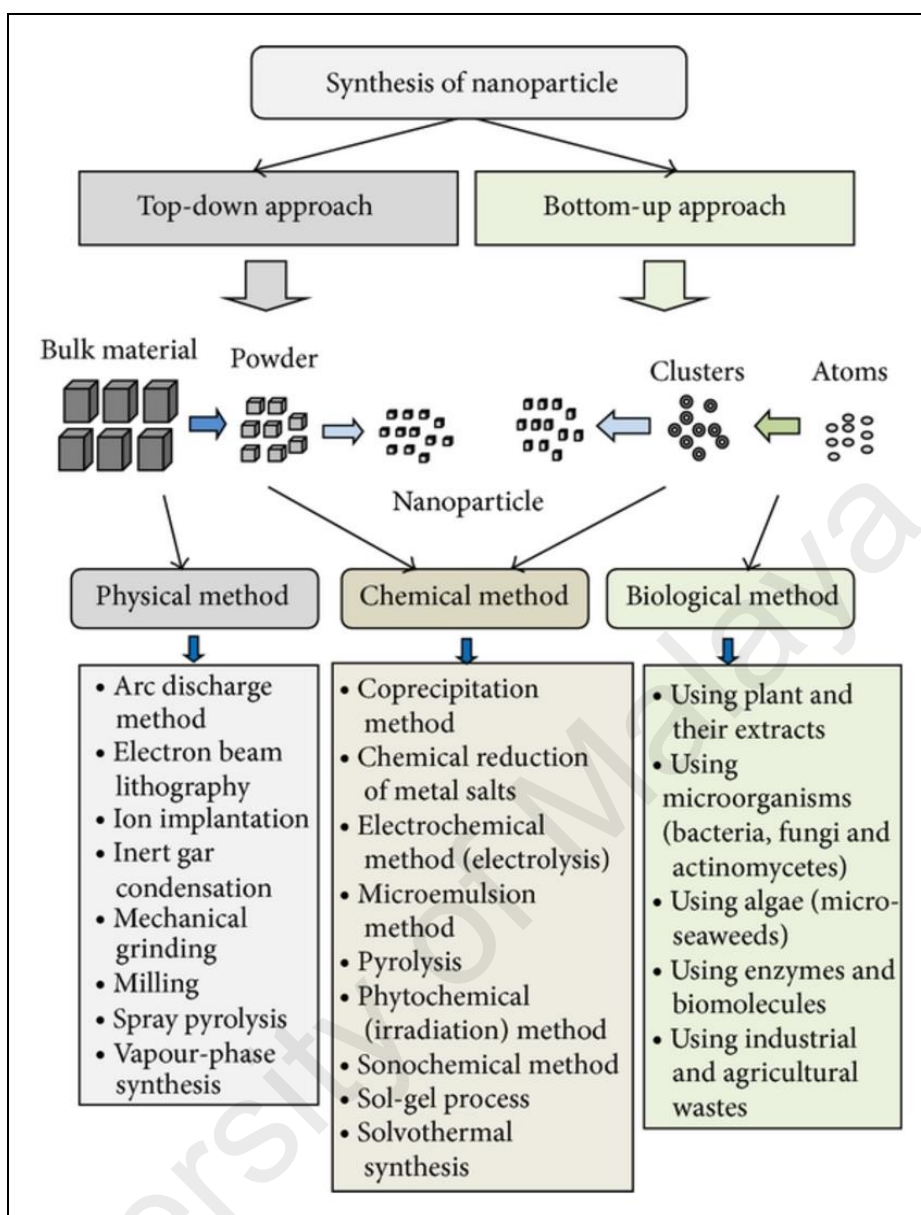 Synthesis of nanoparticle
Top-down approach
Bottom-up approach
Bulk material
Powder
Clusters
Atoms
Nanoparticle
Physical method
Chemical method
Biological method
• Arc discharge
method
• Electron beam
lithography
• Ion implantation
• Inert gar
condensation
• Mechanical
grinding
• Milling
• Spray pyrolysis
• Vapour-phase
synthesis
• Coprecipitation
method
• Chemical reduction
of metal salts
• Electrochemical
method (electrolysis)
• Microemulsion
method
• Pyrolysis
• Phytochemical
(irradiation) method
• Sonochemical method
• Sol-gel process
• Solvothermal
synthesis
• Using plant and
their extracts
• Using
microorganisms
(bacteria, fungi and
actinomycetes)
• Using algae (micro-
seaweeds)
• Using enzymes and
biomolecules
• Using industrial
and agricultural
wastes
ersity of Malaya